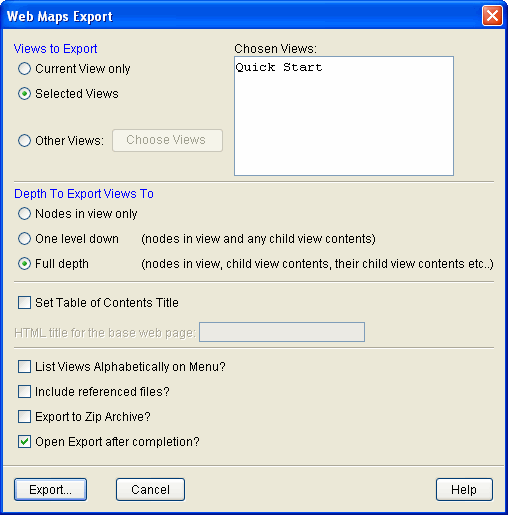 Web Maps Export
Views to Export
Chosen Views:
Current View only
Quick Start
Selected Views
Other Views:
Choose Views
Depth To Export Views To
Nodes in view only
One level down (nodes in view and any child view contents)
Full depth (nodes in view, child view contents, their child view contents etc..)
Set Table of Contents Title
HTML title for the base web page:
List Views Alphabetically on Menu?
Include referenced files?
Export to Zip Archive?
Open Export after completion?
Export...
Cancel
Help